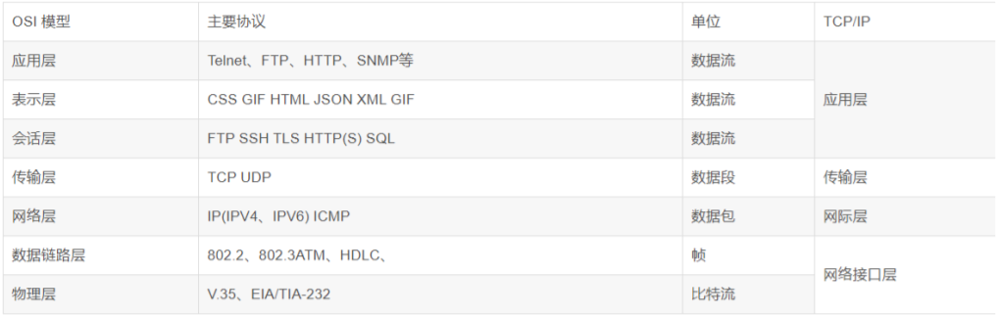 OSI 模型 主要协议 单位 TCP/IP
应用层 Telnet、FTP、HTTP、SNMP等 数据流
表示层 CSS GIF HTML JSON XML GIF 数据流 应用层
会话层 FTP SSH TLS HTTP(S) SQL 数据流
传输层 TCP UDP 数据段 传输层
网络层 IP(IPV4、IPV6) ICMP 数据包 网际层
数据链路层 802.2、802.3ATM、HDLC、 帧
网络接口层
物理层 V.35、EIA/TIA-232 比特流